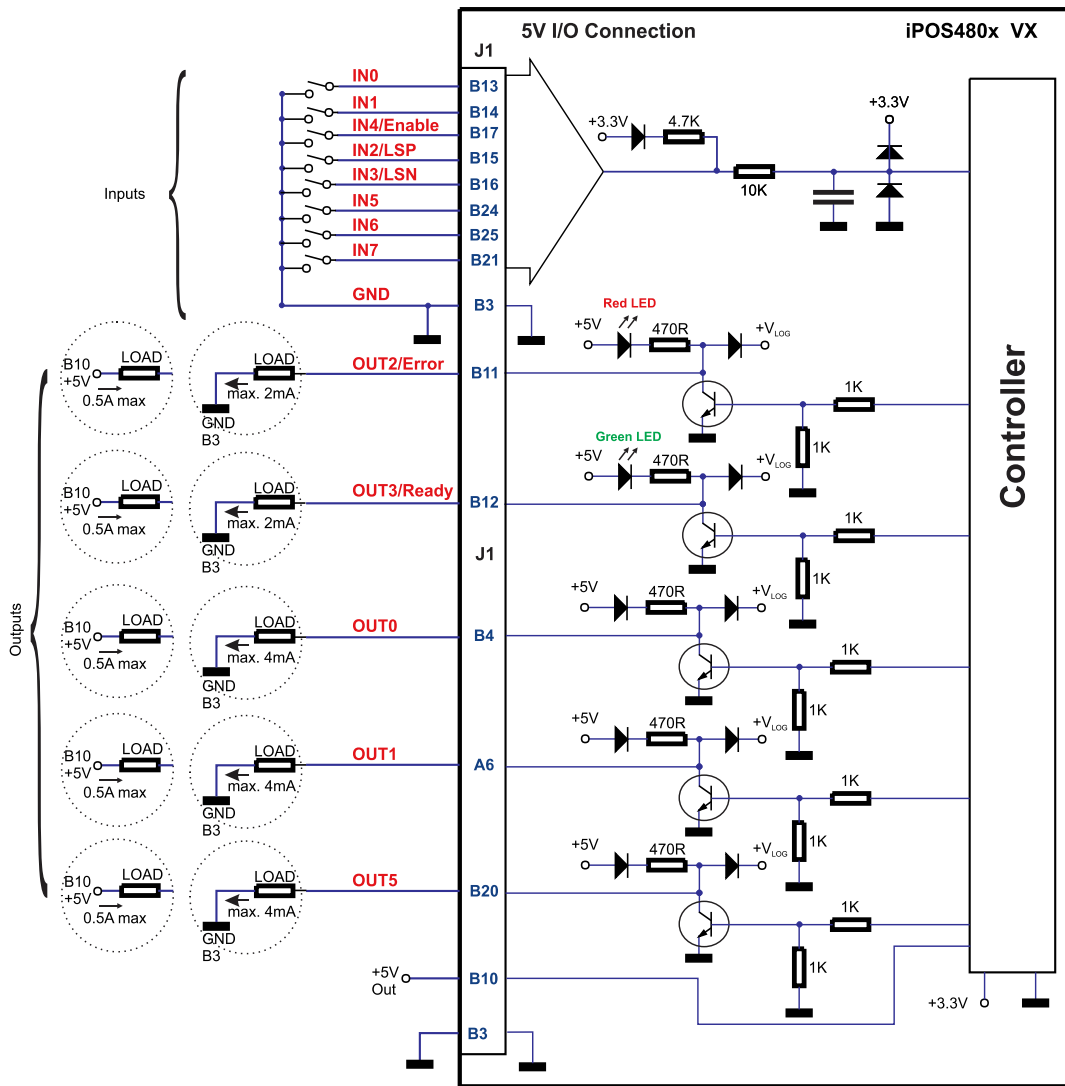 5V I/O Connection
iPOS480x VX
J1
Inputs
IN0
B13
IN1
B14
IN4/Enable
B17
IN2/LSP
B15
IN3/LSN
B16
IN5
B24
IN6
B25
IN7
B21
GND
B3
+3.3V
4.7K
10K
+3.3V
Controller
Outputs
B10
+5V
LOAD
0.5A max
LOAD
max. 2mA
GND
B3
OUT2/Error
B11
Red LED
+5V
470R
+VLOG
1K
1K
B10
+5V
LOAD
0.5A max
LOAD
max. 2mA
GND
B3
OUT3/Ready
B12
Green LED
+5V
470R
+VLOG
1K
1K
J1
B10
+5V
LOAD
0.5A max
LOAD
max. 4mA
GND
B3
OUT0
B4
+5V
470R
+VLOG
1K
1K
B10
+5V
LOAD
0.5A max
LOAD
max. 4mA
GND
B3
OUT1
A6
+5V
470R
+VLOG
1K
1K
B10
+5V
LOAD
0.5A max
LOAD
max. 4mA
GND
B3
OUT5
B20
+5V
470R
+VLOG
1K
1K
+5V
Out
B10
B3
+3.3V